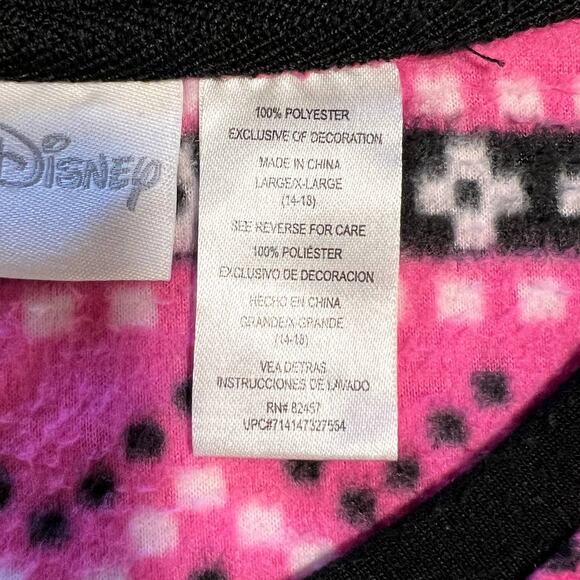 Disney
100% POLYESTER
EXCLUSIVE OF DECORATION
MADE IN CHINA
LARGE/X-LARGE
(14-18)
SEE REVERSE FOR CARE
100% POLIÉSTER
EXCLUSIVO DE DECORACION
HECHO EN CHINA
GRANDE/X-GRANDE
(14-18)
VEA DETRAS
INSTRUCCIONES DE LAVADO
RN# 82457
UPC#714147327554